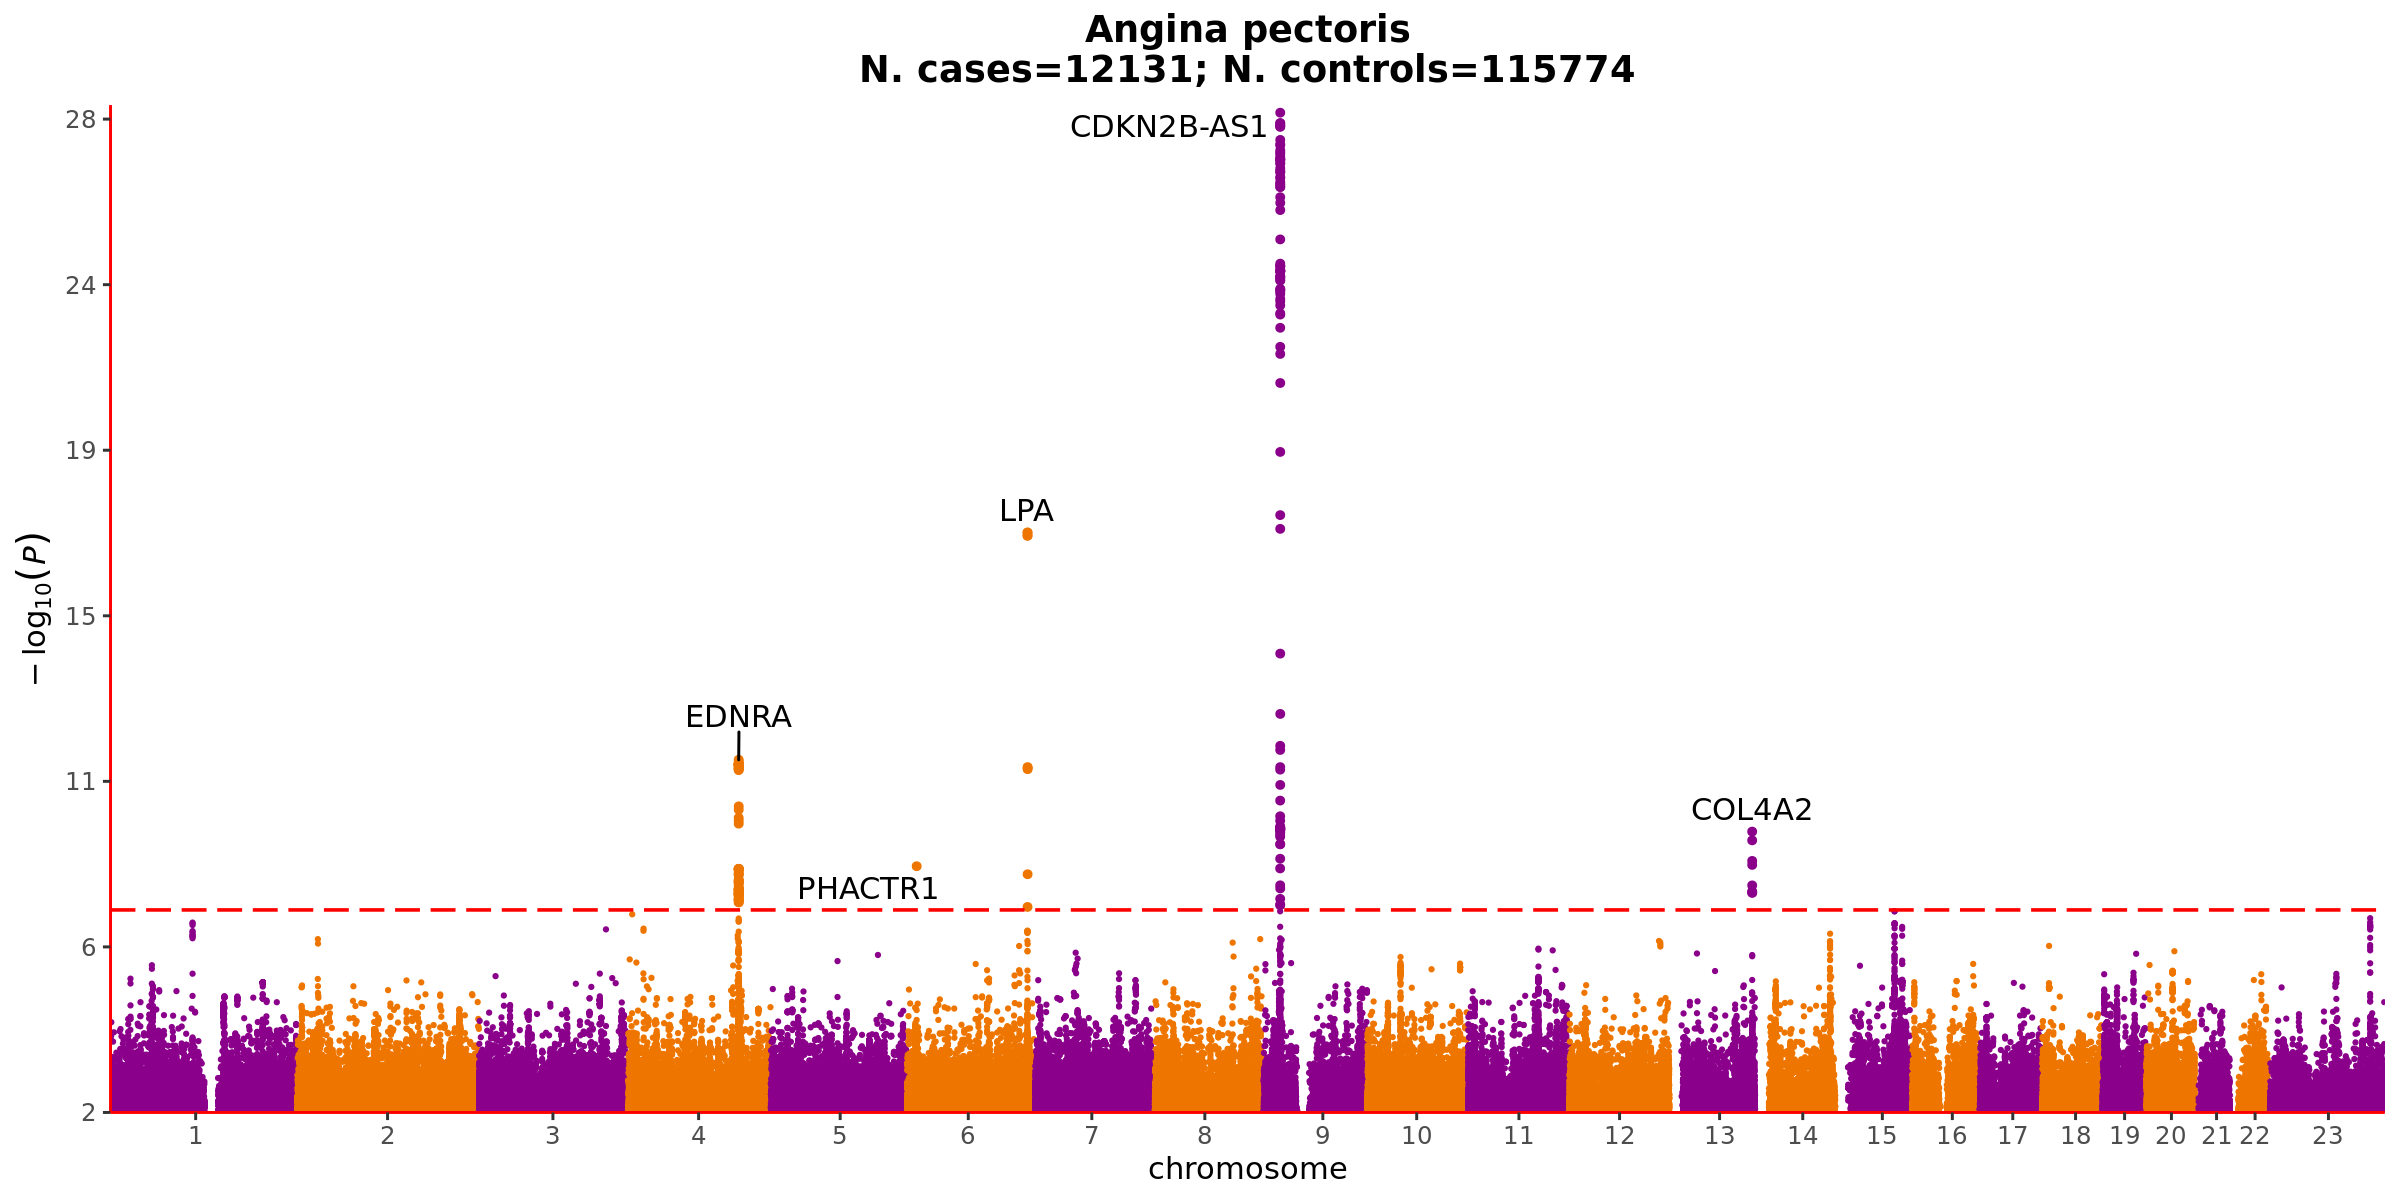 Angina pectoris
N. cases=12131; N. controls=115774
28
CDKN2B-AS1
24
19
LPA
15
EDNRA
11
COL4A2
PHACTR1
6
2
−log10(P)
1 2 3 4 5 6 7 8 9 10 11 12 13 14 15 16 17 18 19 20 21 22 23
chromosome